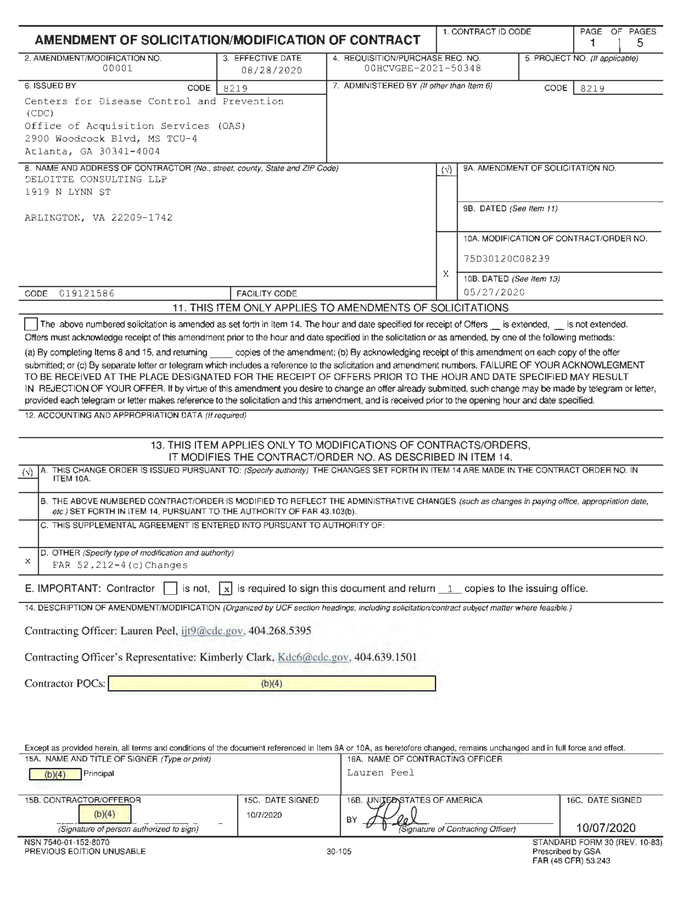 AMENDMENT OF SOLICITATION/MODIFICATION OF CONTRACT
1. CONTRACT ID CODE
PAGE OF PAGES
1 5
2. AMENDMENT/MODIFICATION NO.
00001
3. EFFECTIVE DATE
08/28/2020
4. REQUISITION/PURCHASE REQ. NO.
00HCVGBE-2021-50348
5. PROJECT NO. (If applicable)
6. ISSUED BY CODE 8219
Centers for Disease Control and Prevention
(CDC)
Office of Acquisition Services (OAS)
2900 Woodcock Blvd, MS TCU-4
Atlanta, GA 30341-4004
7. ADMINISTERED BY (If other than Item 6) CODE 8219
8. NAME AND ADDRESS OF CONTRACTOR (No., street, county, State and ZIP Code)
DELOITTE CONSULTING LLP
1919 N LYNN ST
ARLINGTON, VA 22209-1742
CODE 019121586 FACILITY CODE
(√)
9A. AMENDMENT OF SOLICITATION NO.
9B. DATED (See Item 11)
10A. MODIFICATION OF CONTRACT/ORDER NO.
75D30120C08239
X
10B. DATED (See Item 13)
05/27/2020
11. THIS ITEM ONLY APPLIES TO AMENDMENTS OF SOLICITATIONS
The above numbered solicitation is amended as set forth in Item 14. The hour and date specified for receipt of Offers __ is extended, __ is not extended.
Offers must acknowledge receipt of this amendment prior to the hour and date specified in the solicitation or as amended, by one of the following methods:
(a) By completing Items 8 and 15, and returning ____ copies of the amendment; (b) By acknowledging receipt of this amendment on each copy of the offer
submitted; or (c) By separate letter or telegram which includes a reference to the solicitation and amendment numbers. FAILURE OF YOUR ACKNOWLEGMENT
TO BE RECEIVED AT THE PLACE DESIGNATED FOR THE RECEIPT OF OFFERS PRIOR TO THE HOUR AND DATE SPECIFIED MAY RESULT
IN REJECTION OF YOUR OFFER. If by virtue of this amendment you desire to change an offer already submitted, such change may be made by telegram or letter,
provided each telegram or letter makes reference to the solicitation and this amendment, and is received prior to the opening hour and date specified.
12. ACCOUNTING AND APPROPRIATION DATA (If required)
13. THIS ITEM APPLIES ONLY TO MODIFICATIONS OF CONTRACTS/ORDERS,
IT MODIFIES THE CONTRACT/ORDER NO. AS DESCRIBED IN ITEM 14.
(√) A. THIS CHANGE ORDER IS ISSUED PURSUANT TO: (Specify authority) THE CHANGES SET FORTH IN ITEM 14 ARE MADE IN THE CONTRACT ORDER NO. IN
ITEM 10A.
B. THE ABOVE NUMBERED CONTRACT/ORDER IS MODIFIED TO REFLECT THE ADMINISTRATIVE CHANGES (such as changes in paying office, appropriation date,
etc.) SET FORTH IN ITEM 14, PURSUANT TO THE AUTHORITY OF FAR 43.103(b).
C. THIS SUPPLEMENTAL AGREEMENT IS ENTERED INTO PURSUANT TO AUTHORITY OF:
D. OTHER (Specify type of modification and authority)
X FAR 52.212-4(c)Changes
E. IMPORTANT: Contractor is not, x is required to sign this document and return 1 copies to the issuing office.
14. DESCRIPTION OF AMENDMENT/MODIFICATION (Organized by UCF section headings, including solicitation/contract subject matter where feasible.)
Contracting Officer: Lauren Peel, ijt9@cdc.gov, 404.268.5395
Contracting Officer's Representative: Kimberly Clark, Kdc6@cdc.gov, 404.639.1501
Contractor POCs: (b)(4)
Except as provided herein, all terms and conditions of the document referenced in Item 9A or 10A, as heretofore changed, remains unchanged and in full force and effect.
15A. NAME AND TITLE OF SIGNER (Type or print)
(b)(4) Principal
16A. NAME OF CONTRACTING OFFICER
Lauren Peel
15B. CONTRACTOR/OFFEROR
(b)(4)
(Signature of person authorized to sign)
15C. DATE SIGNED
10/7/2020
16B. UNITED STATES OF AMERICA
BY
(Signature of Contracting Officer)
16C. DATE SIGNED
10/07/2020
NSN 7540-01-152-8070
PREVIOUS EDITION UNUSABLE
30-105
STANDARD FORM 30 (REV. 10-83)
Prescribed by GSA
FAR (48 CFR) 53.243